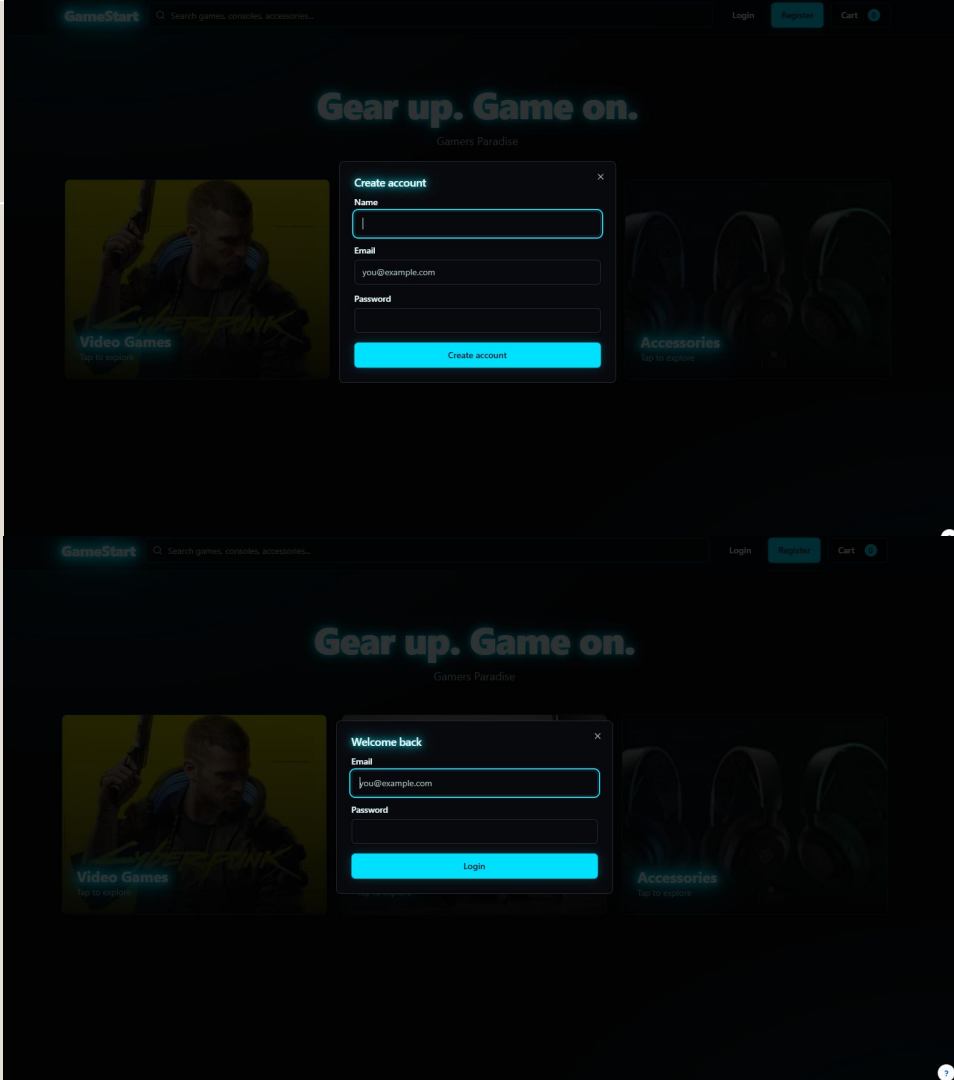 GameStart Search games, consoles, accessories... Login Register Cart 0
Gear up. Game on.
Gamers Paradise
Create account ×
Name
Email
you@example.com
Password
Create account
CYBERPUNK
Video Games
Tap to explore
Accessories
Tap to explore
GameStart Search games, consoles, accessories... Login Register Cart 0
Gear up. Game on.
Gamers Paradise
Welcome back ×
Email
you@example.com
Password
Login
CYBERPUNK
Video Games
Tap to explore
Accessories
Tap to explore
?